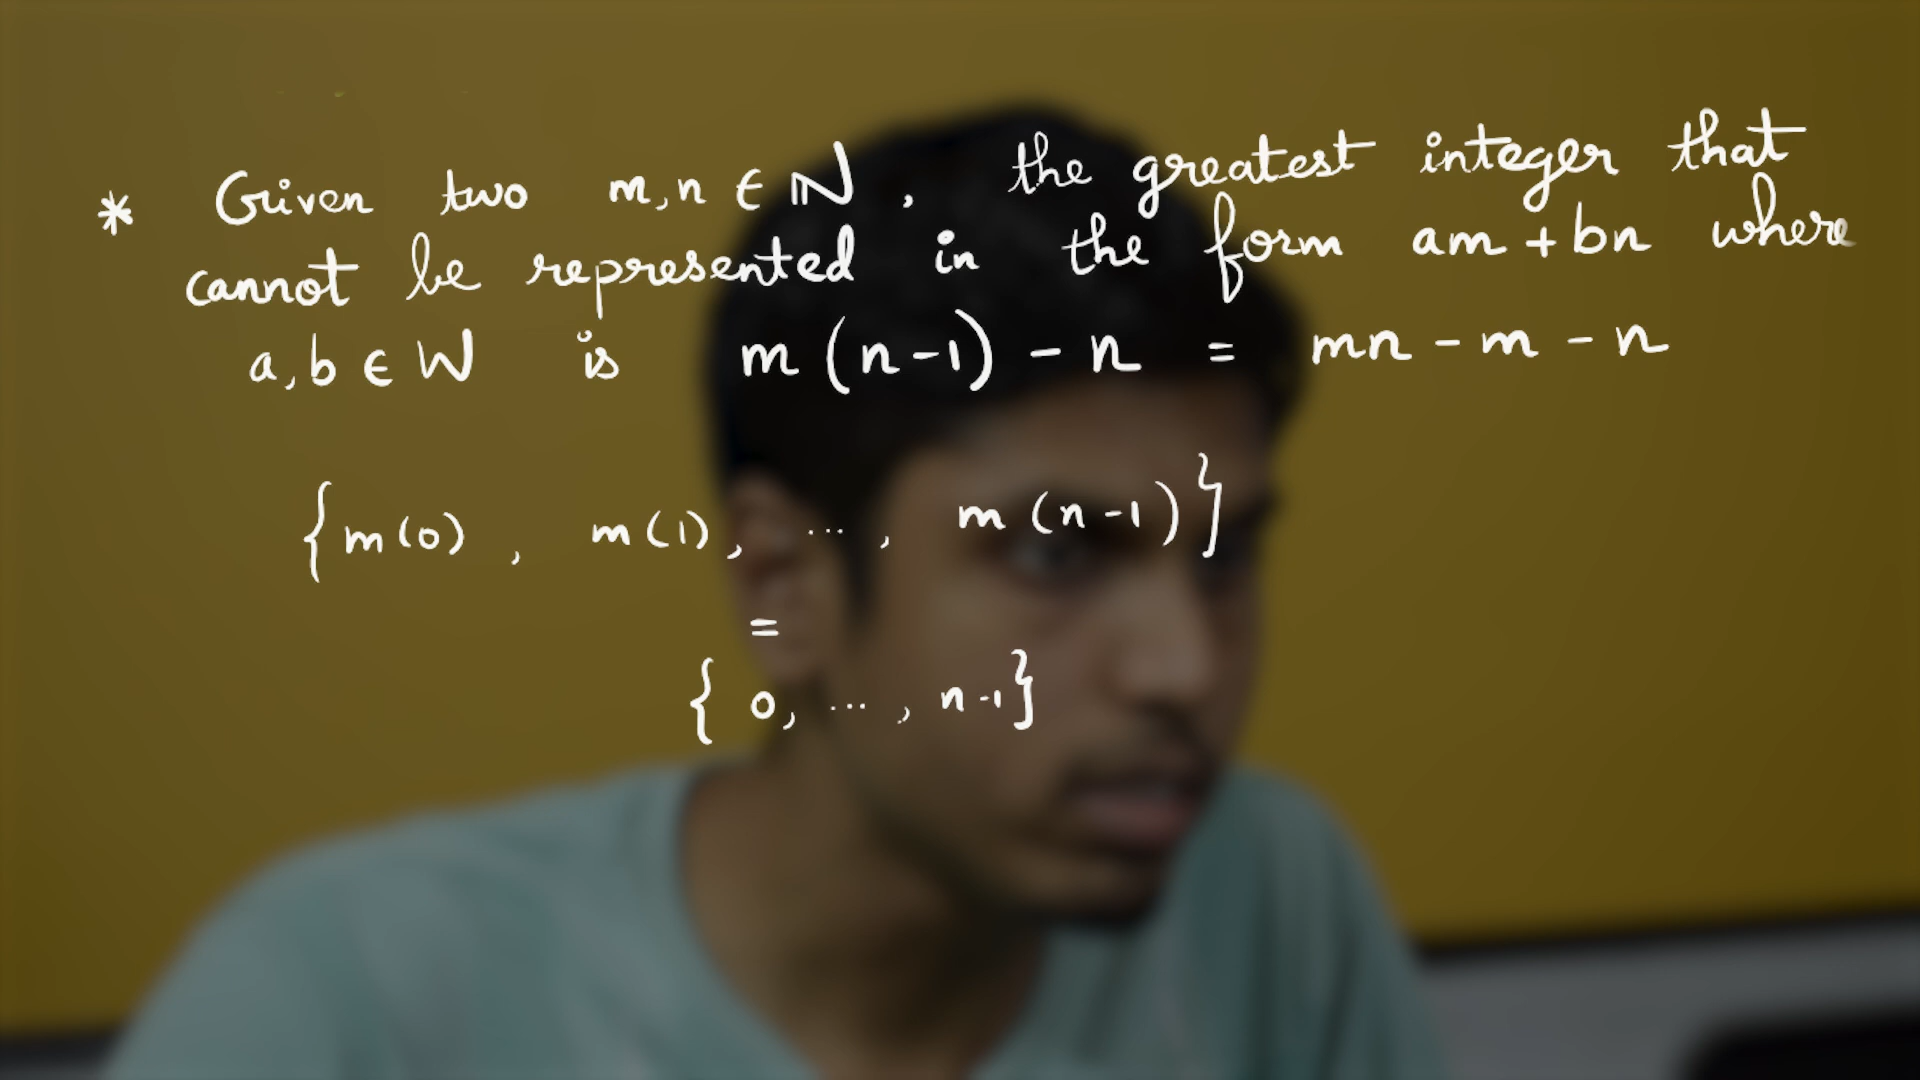 * Given two m, n ∈ ℕ, the greatest integer that
cannot be represented in the form am + bn where
a, b ∈ W is m (n-1) - n = mn - m - n
{ m(0) , m(1), ... , m (n-1) }
=
{ 0, ... , n-1 }